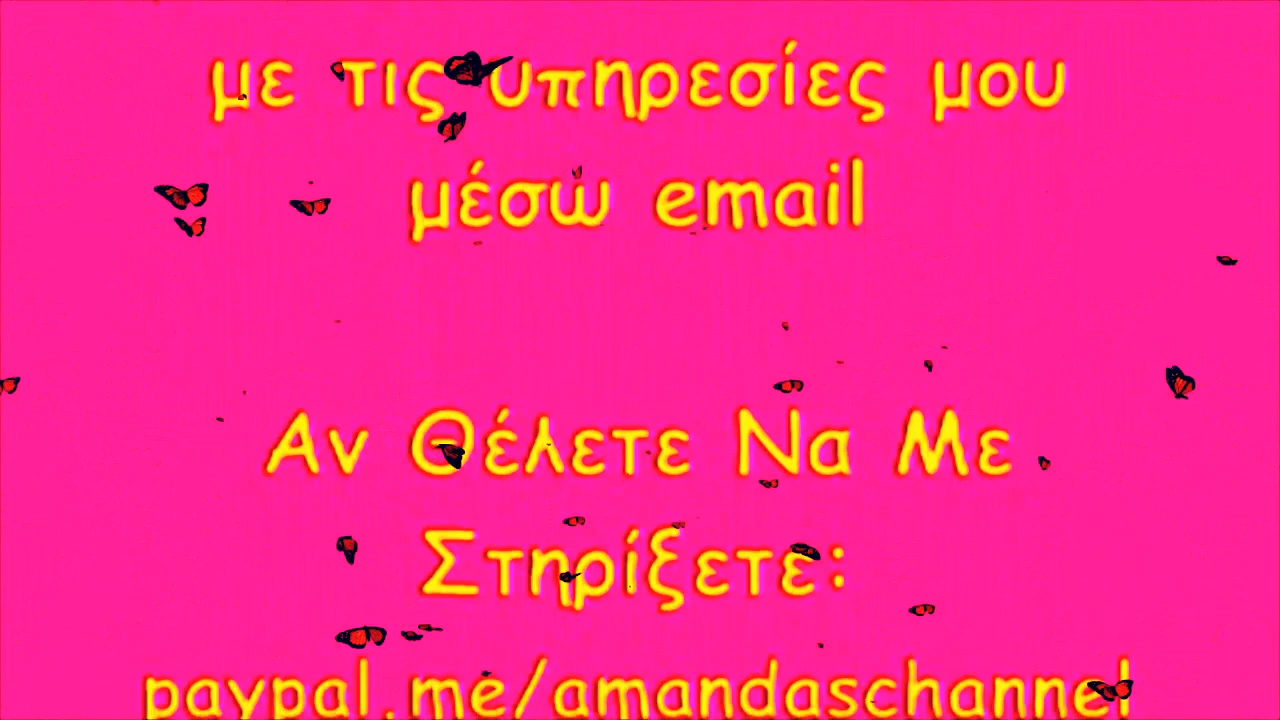 με τις υπηρεσίες μου
μέσω email
Αν Θέλετε Να Με
Στηρίξετε:
paypal.me/amandaschannel